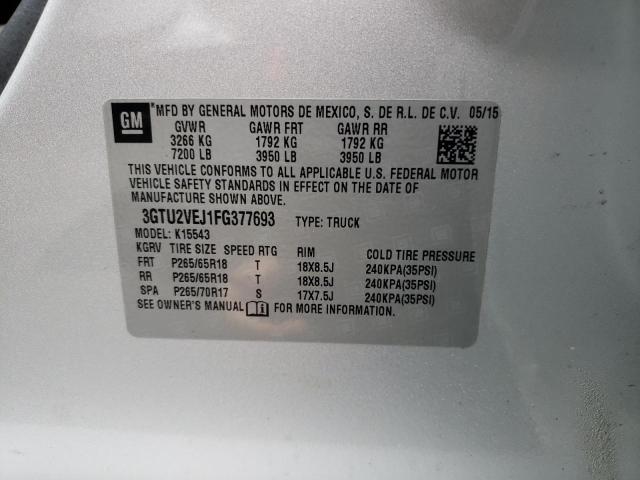 GM
*MFD BY GENERAL MOTORS DE MEXICO, S. DE R.L. DE C.V. 05/15
GVWR GAWR FRT GAWR RR
3266 KG 1792 KG 1792 KG
7200 LB 3950 LB 3950 LB
THIS VEHICLE CONFORMS TO ALL APPLICABLE U.S. FEDERAL MOTOR
VEHICLE SAFETY STANDARDS IN EFFECT ON THE DATE OF
MANUFACTURE SHOWN ABOVE.
3GTU2VEJ1FG377693 TYPE: TRUCK
MODEL: K15543
KGRV TIRE SIZE SPEED RTG RIM COLD TIRE PRESSURE
FRT P265/65R18 T 18X8.5J 240KPA(35PSI)
RR P265/65R18 T 18X8.5J 240KPA(35PSI)
SPA P265/70R17 S 17X7.5J 240KPA(35PSI)
SEE OWNER'S MANUAL FOR MORE INFORMATION.